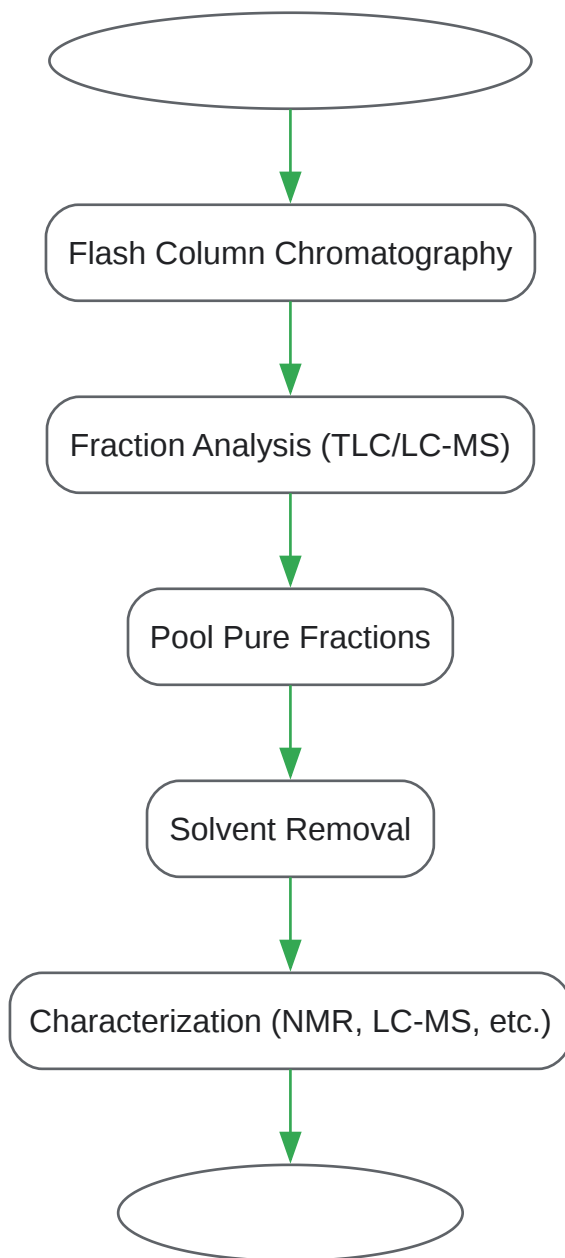 Flash Column Chromatography
Fraction Analysis (TLC/LC-MS)
Pool Pure Fractions
Solvent Removal
Characterization (NMR, LC-MS, etc.)